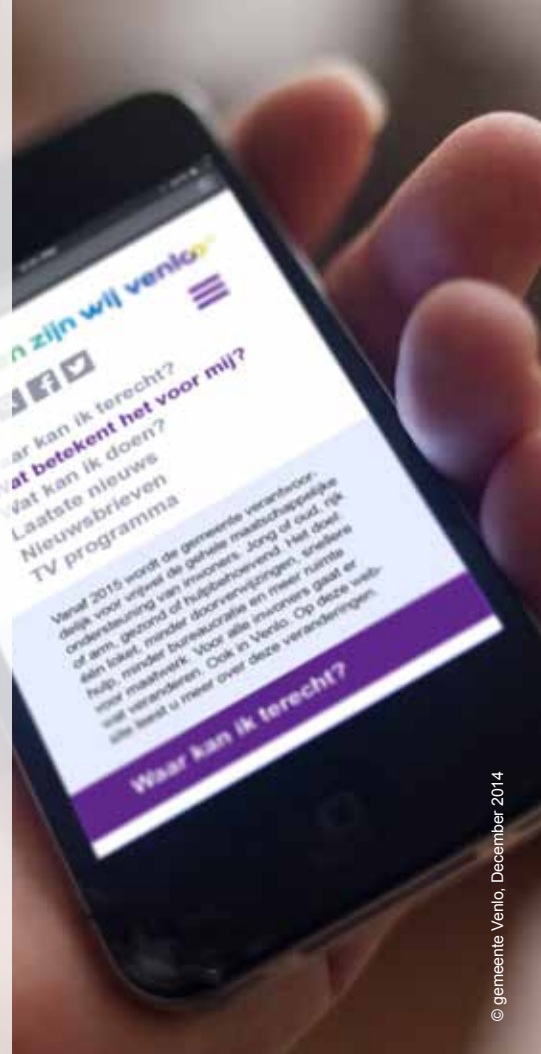 n zijn wij venlo
ar kan ik terecht?
at betekent het voor mij?
Wat kan ik doen?
Laatste nieuws
Nieuwsbrieven
TV programma
Vanaf 2015 wordt de gemeente verantwoor-
delijk voor vrijwel de gehele maatschappelijke
ondersteuning van inwoners. Jong of oud, rijk
of arm, gezond of hulpbehoevend. Het doel:
één loket, minder doorverwijzingen, snellere
hulp, minder bureaucratie en meer ruimte
voor maatwerk. Voor alle inwoners gaat er
wat veranderen. Ook in Venlo. Op deze web-
site leest u meer over deze veranderingen.
Waar kan ik terecht?
© gemeente Venlo, December 2014